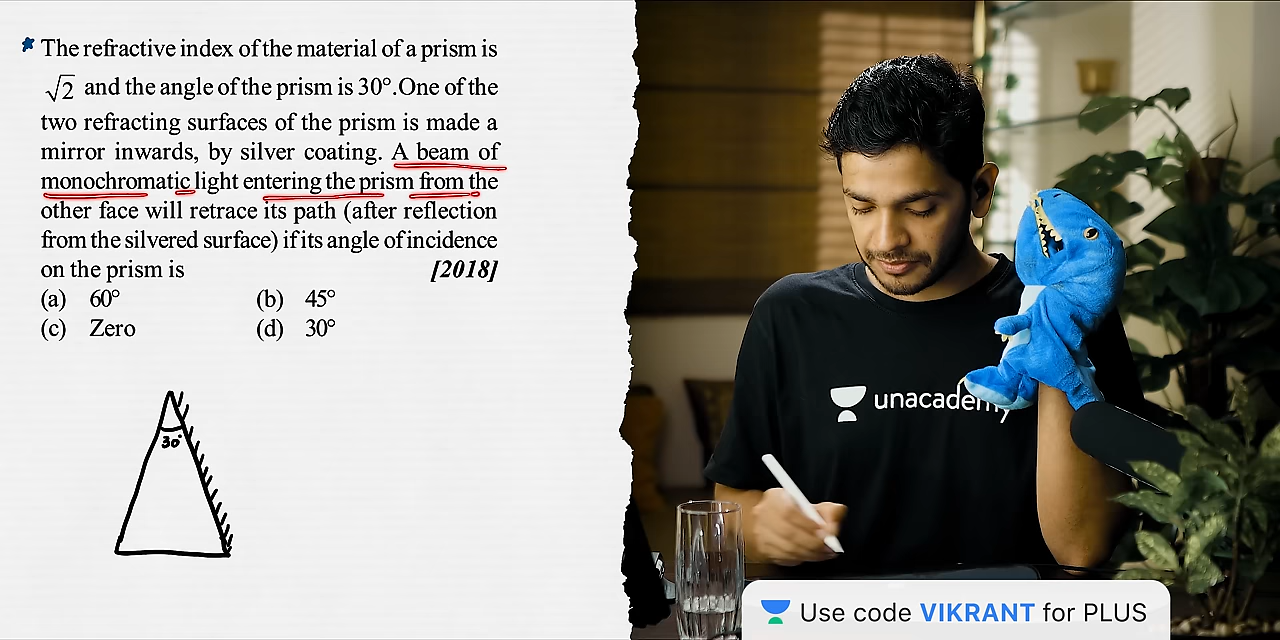 * The refractive index of the material of a prism is
√2 and the angle of the prism is 30°.One of the
two refracting surfaces of the prism is made a
mirror inwards, by silver coating. A beam of
monochromatic light entering the prism from the
other face will retrace its path (after reflection
from the silvered surface) if its angle of incidence
on the prism is [2018]
(a) 60° (b) 45°
(c) Zero (d) 30°
30°
unacademy
Use code VIKRANT for PLUS